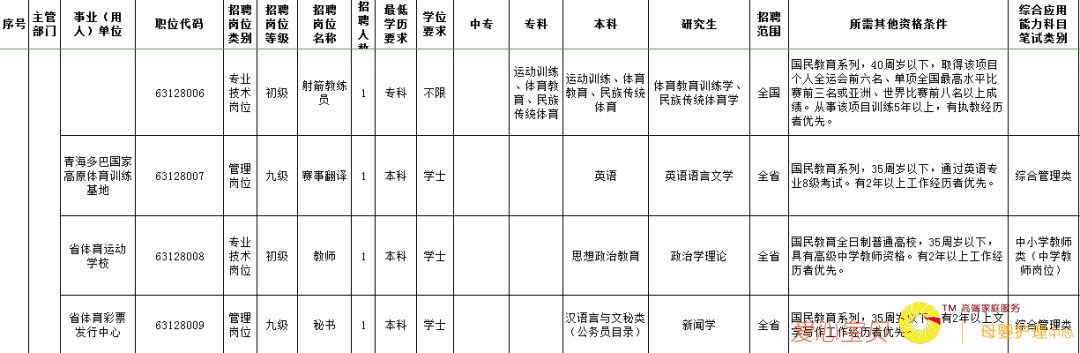 序号
主管
部门
事业（用
人）单位
职位代码
招聘
岗位
类别
招聘
岗位
等级
招聘
岗位
名称
招
聘
人
最低
学历
要求
学位
要求
中专
专科
本科
研究生
招聘
范围
所需其他资格条件
综合应用
能力科目
笔试类别
63128006
专业
技术
岗位
初级
射箭教练
员
1
专科
不限
运动训练
、体育教
育、民族
传统体育
运动训练、体育
教育、民族传统
体育
体育教育训练学、
民族传统体育学
全国
国民教育系列，40周岁以下，取得该项目
个人全运会前六名、单项全国最高水平比
赛前三名或亚洲、世界比赛前八名以上成
绩。从事该项目训练5年以上，有执教经历
者优先。
青海多巴国家
高原体育训练
基地
63128007
管理
岗位
九级
赛事翻译
1
本科
学士
英语
英语语言文学
全省
国民教育系列，35周岁以下，通过英语专
业8级考试。有2年以上工作经历者优先。
综合管理类
省体育运动
学校
63128008
专业
技术
岗位
初级
教师
1
本科
学士
思想政治教育
政治学理论
全省
国民教育全日制普通高校，35周岁以下，
具有高级中学教师资格。有2年以上工作经
历者优先。
中小学教师
类（中学教
师岗位）
省体育彩票
发行中心
63128009
管理
岗位
九级
秘书
1
本科
学士
汉语言与文秘类
（公务员目录）
新闻学
全省
国民教育系列，35周岁以下，有2年以上文
字写作工作经历者优先。
综合管理类
爱心宝贝
TM 高端家庭服务
母婴护理中心